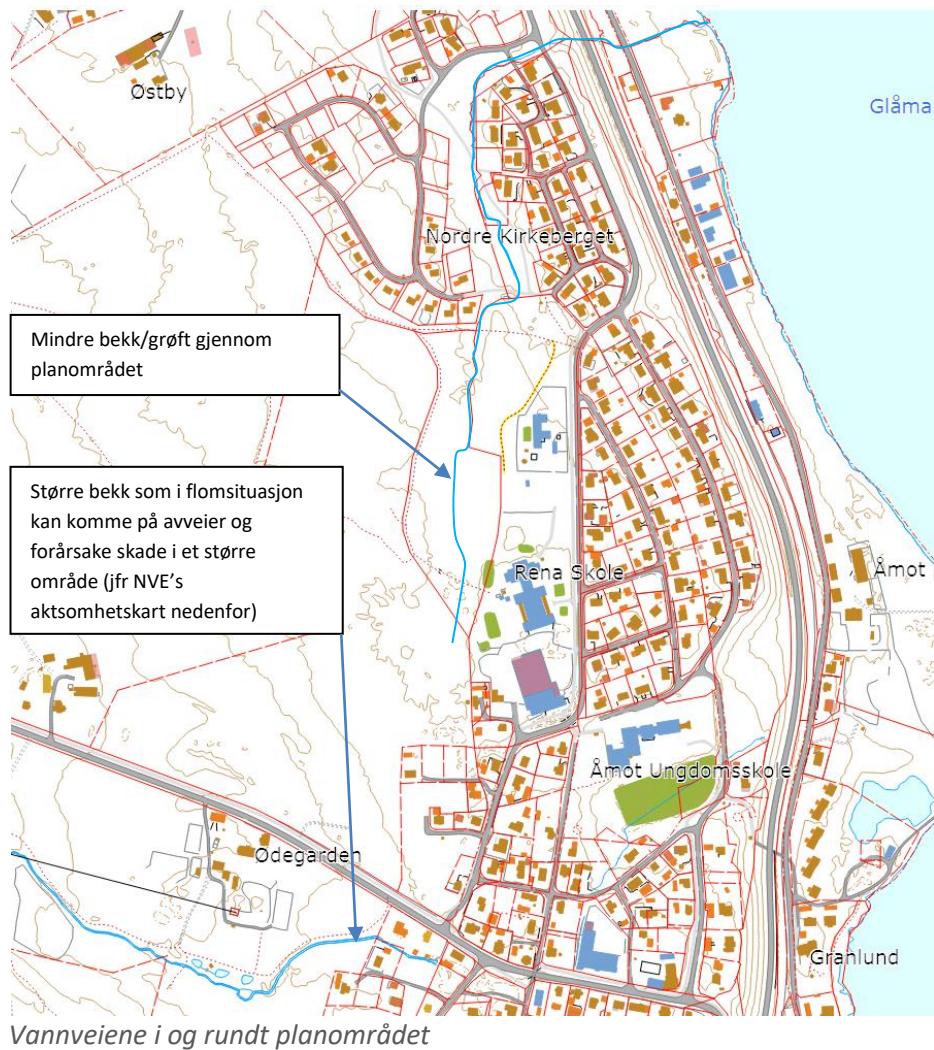 Østby
Glåma
Nordre Kirkeberget
Mindre bekk/grøft gjennom
planområdet
Større bekk som i flomsituasjon
kan komme på avveier og
forårsake skade i et større
område (jfr NVE's
aktsomhetskart nedenfor)
Rena Skole
Åmot
Åmot Ungdomsskole
Ødegården
Granlund
Vannveiene i og rundt planområdet